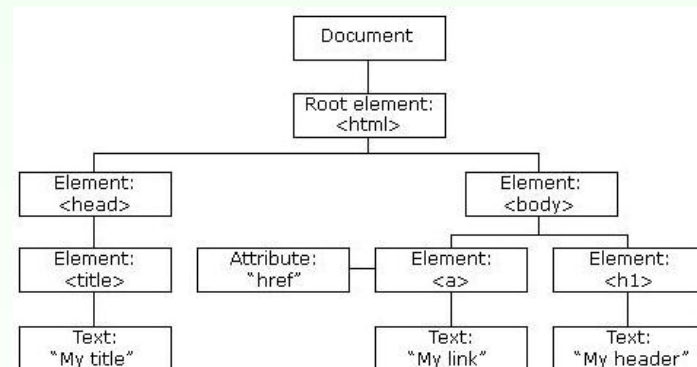 Document
Root element:
<html>
Element:
<head>
Element:
<body>
Element:
<title>
Attribute:
"href"
Element:
<a>
Element:
<h1>
Text:
"My title"
Text:
"My link"
Text:
"My header"